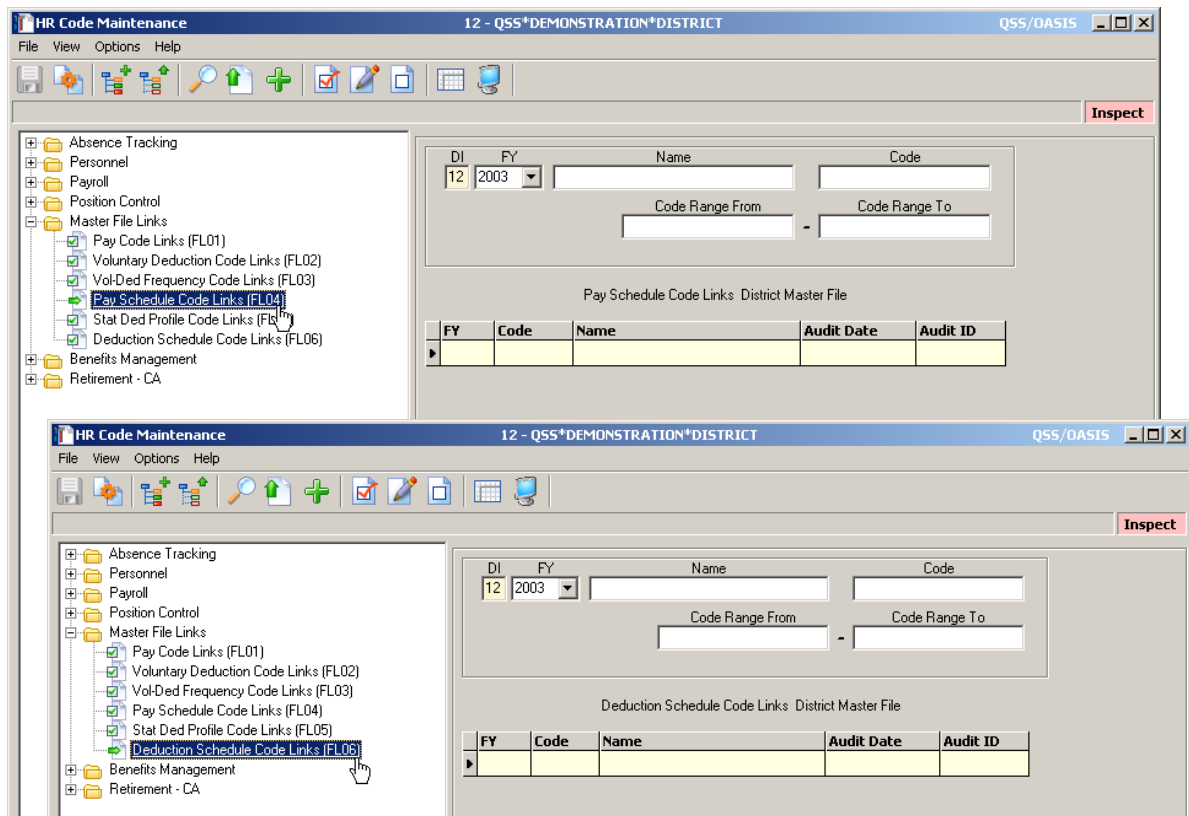 HR Code Maintenance 12 - QSS*DEMONSTRATION*DISTRICT QSS/OASIS
File View Options Help
Inspect
Absence Tracking
Personnel
Payroll
Position Control
Master File Links
Pay Code Links (FL01)
Voluntary Deduction Code Links (FL02)
Vol-Ded Frequency Code Links (FL03)
Pay Schedule Code Links (FL04)
Stat Ded Profile Code Links
Deduction Schedule Code Links (FL06)
Benefits Management
Retirement - CA
DI FY Name Code
12 2003
Code Range From Code Range To
-
Pay Schedule Code Links District Master File
FY Code Name Audit Date Audit ID
HR Code Maintenance 12 - QSS*DEMONSTRATION*DISTRICT QSS/OASIS
File View Options Help
Inspect
Absence Tracking
Personnel
Payroll
Position Control
Master File Links
Pay Code Links (FL01)
Voluntary Deduction Code Links (FL02)
Vol-Ded Frequency Code Links (FL03)
Pay Schedule Code Links (FL04)
Stat Ded Profile Code Links (FL05)
Deduction Schedule Code Links (FL06)
Benefits Management
Retirement - CA
DI FY Name Code
12 2003
Code Range From Code Range To
-
Deduction Schedule Code Links District Master File
FY Code Name Audit Date Audit ID